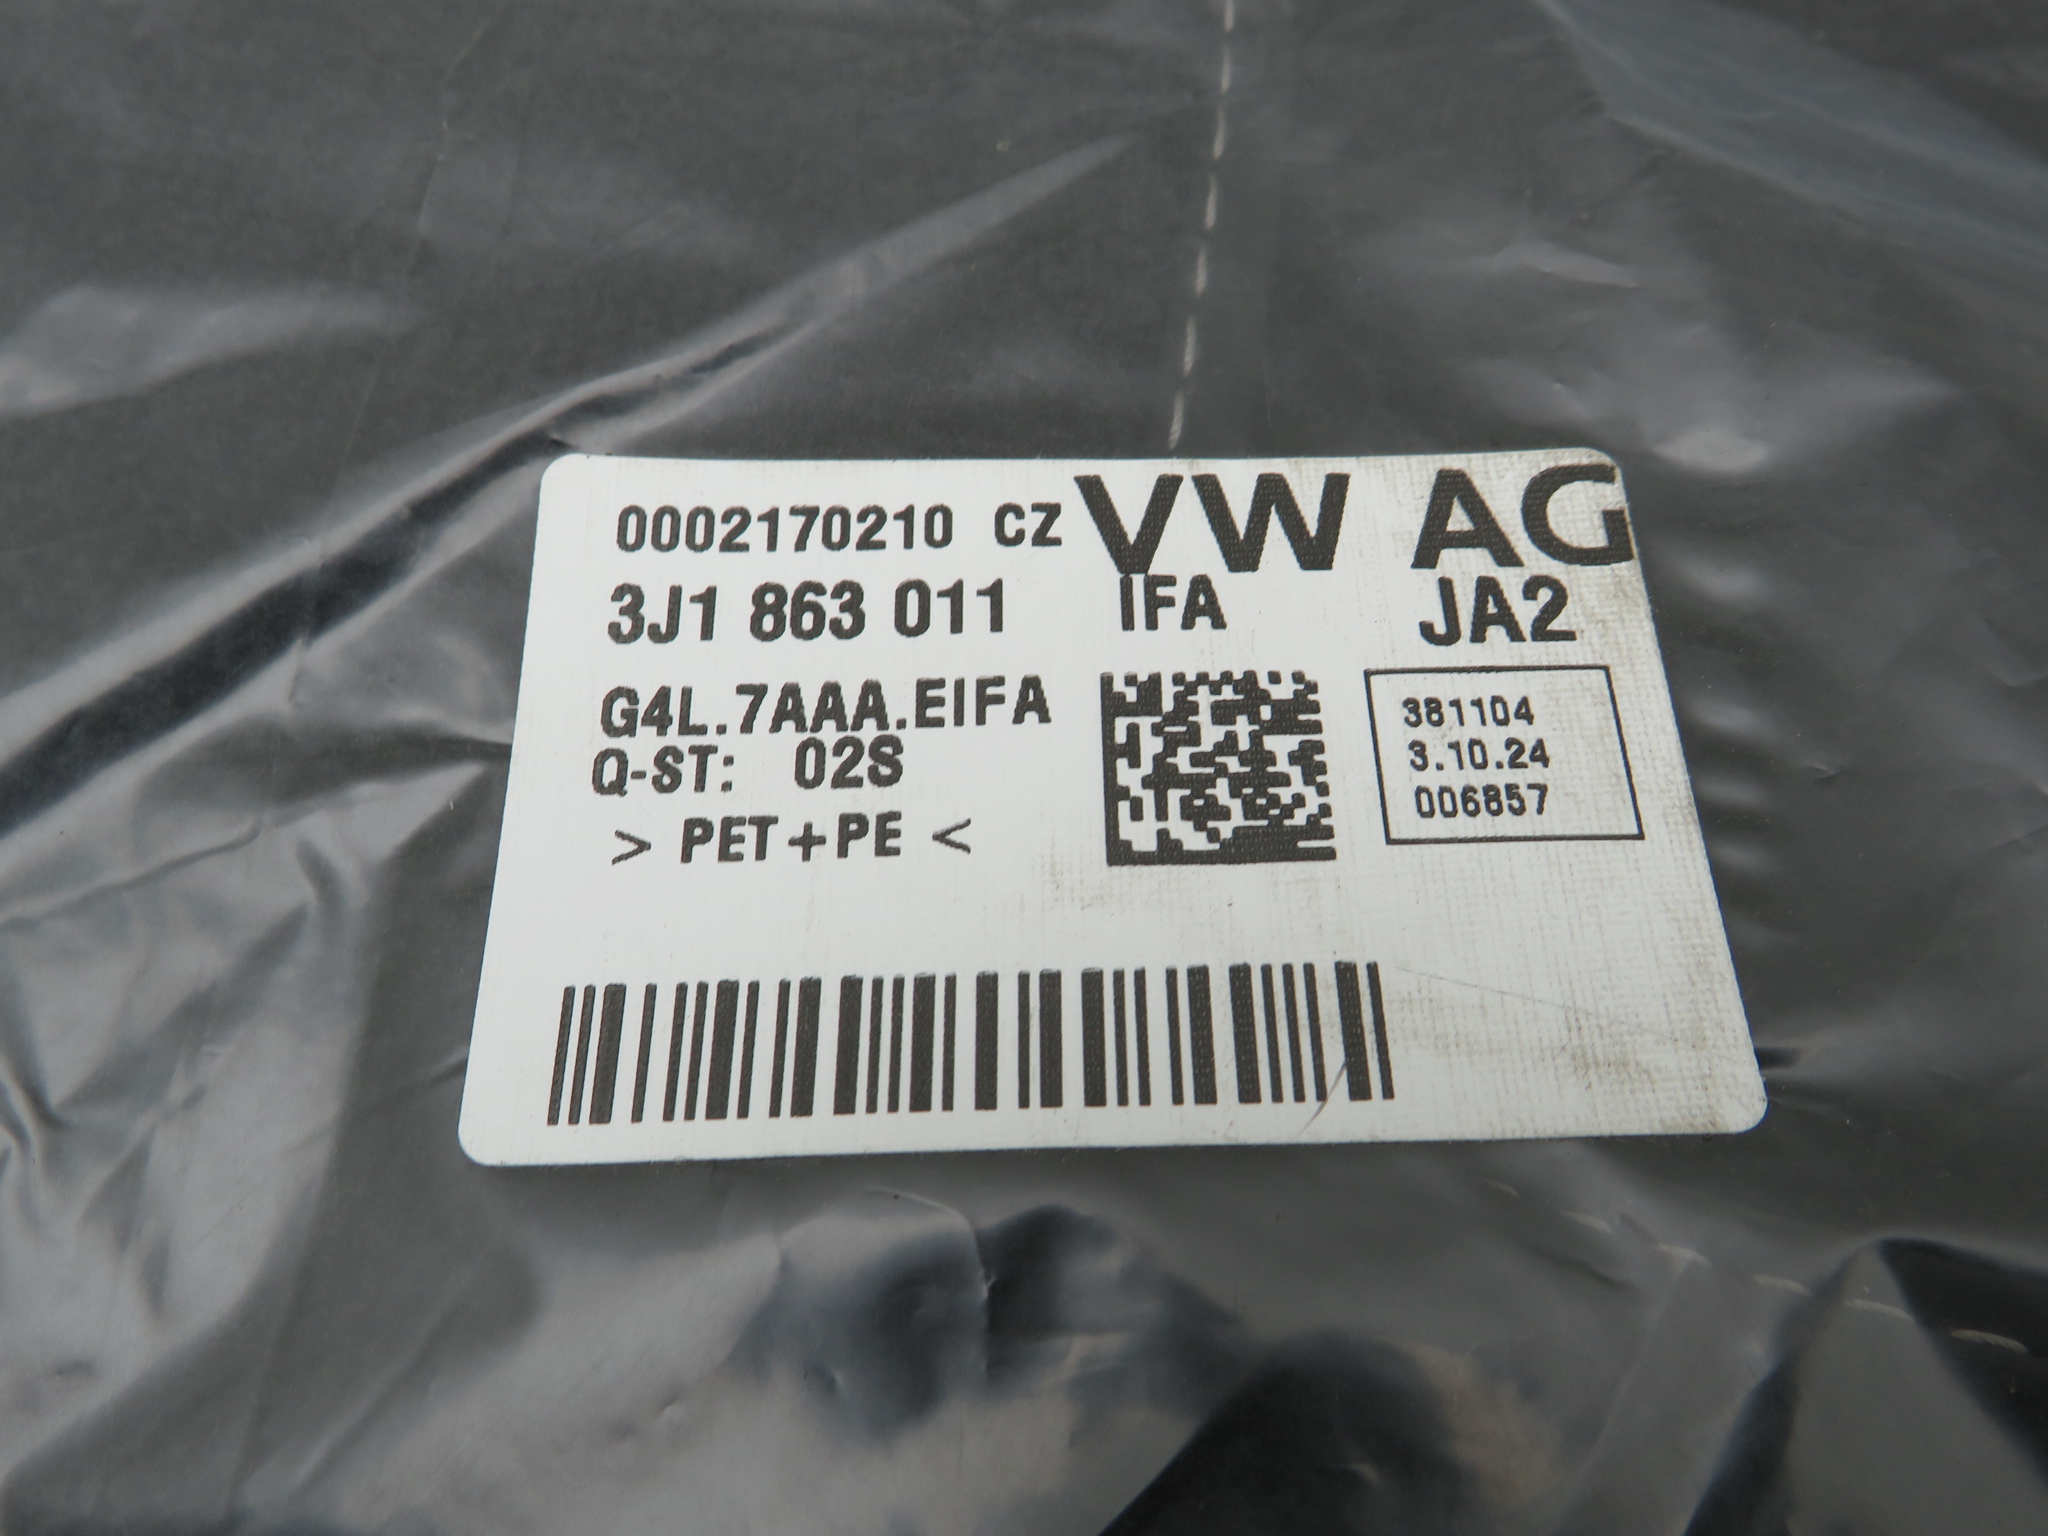 0002170210 CZ VW AG
3J1 863 011 IFA JA2
G4L.7AAA.EIFA
Q-ST: 02S
> PET+PE <
381104
3.10.24
006857